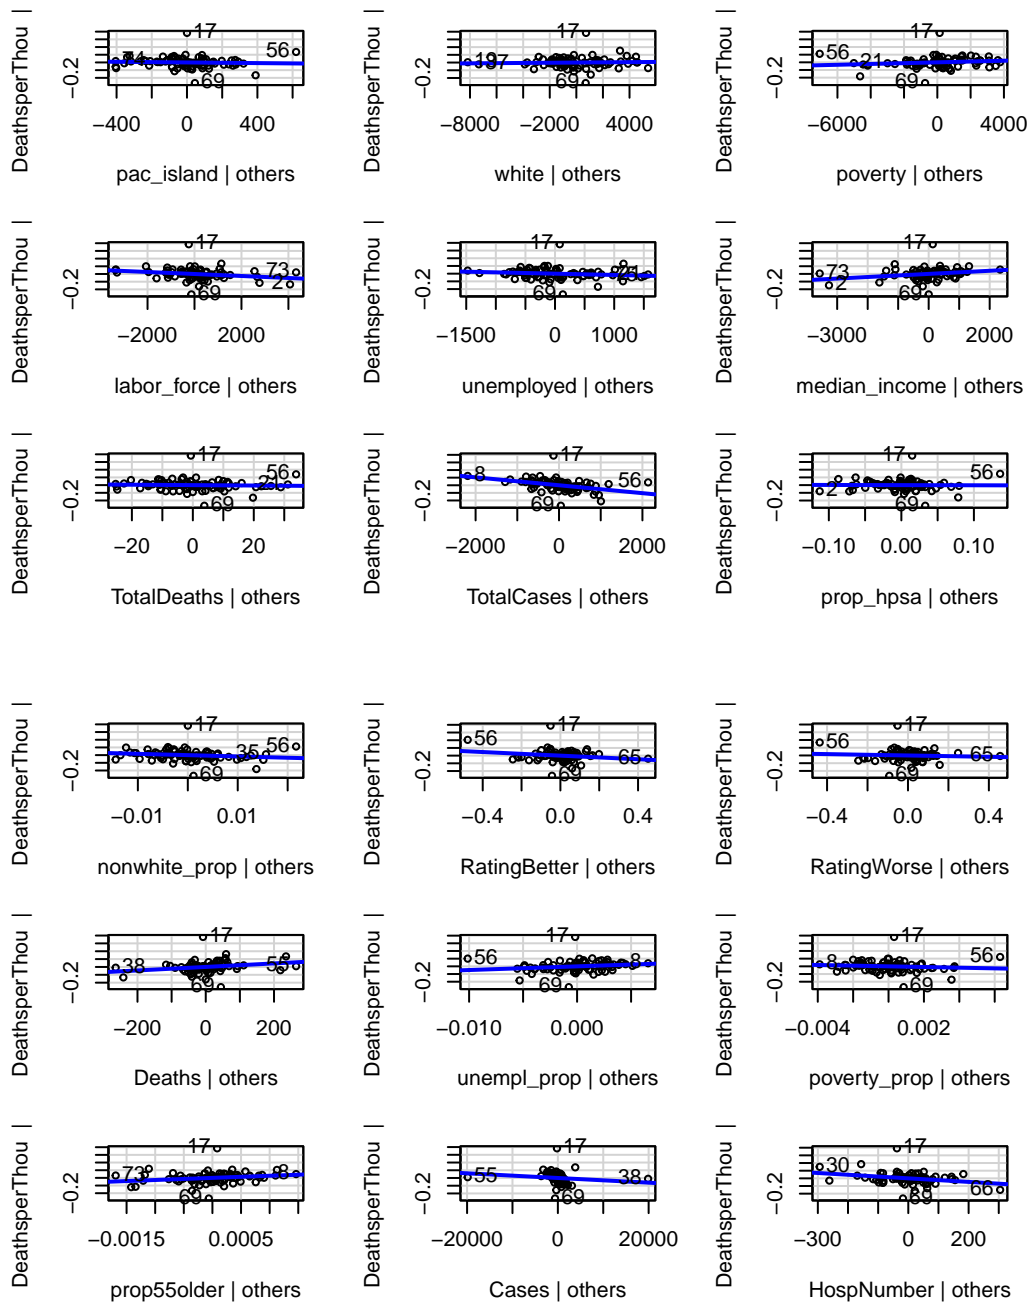 DeathsperThou |
−0.2
17
74
56
69
−400 0 400
pac_island | others
DeathsperThou |
−0.2
17
69
−8000 −2000 4000
white | others
DeathsperThou |
−0.2
17
56
21
69
−6000 0 4000
poverty | others
DeathsperThou |
−0.2
17
73
2
69
−2000 0 2000
labor_force | others
DeathsperThou |
−0.2
17
69
−1500 0 1000
unemployed | others
DeathsperThou |
−0.2
17
73
2
69
−3000 0 2000
median_income | others
DeathsperThou |
−0.2
17
56
21
69
−20 0 20
TotalDeaths | others
DeathsperThou |
−0.2
17
8
56
69
−2000 0 2000
TotalCases | others
DeathsperThou |
−0.2
17
56
2
69
−0.10 0.00 0.10
prop_hpsa | others
DeathsperThou |
−0.2
17
35
56
69
−0.01 0.01
nonwhite_prop | others
DeathsperThou |
−0.2
17
56
65
69
−0.4 0.0 0.4
RatingBetter | others
DeathsperThou |
−0.2
17
56
65
69
−0.4 0.0 0.4
RatingWorse | others
DeathsperThou |
−0.2
17
38
55
69
−200 0 200
Deaths | others
DeathsperThou |
−0.2
17
56
8
69
−0.010 0.000
unempl_prop | others
DeathsperThou |
−0.2
17
8
56
69
−0.004 0.002
poverty_prop | others
DeathsperThou |
−0.2
17
73
8
69
−0.0015 0.0005
prop55older | others
DeathsperThou |
−0.2
17
55
38
69
−20000 0 20000
Cases | others
DeathsperThou |
−0.2
17
30
66
69
−300 0 200
HospNumber | others